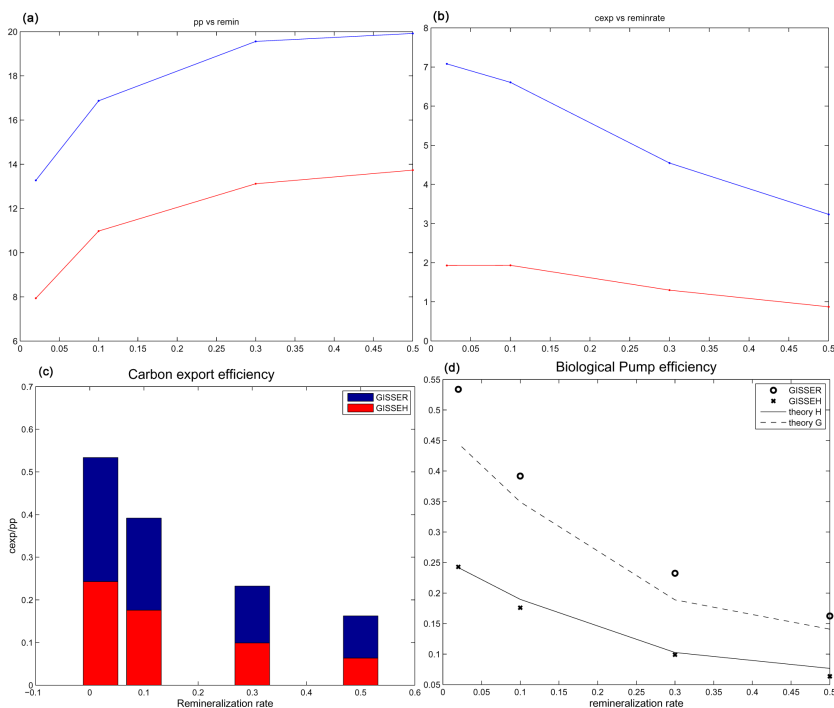 (a)
pp vs remin
20
18
16
14
12
10
8
6
0 0.05 0.1 0.15 0.2 0.25 0.3 0.35 0.4 0.45 0.5
(b)
cexp vs reminrate
8
7
6
5
4
3
2
1
0
0 0.05 0.1 0.15 0.2 0.25 0.3 0.35 0.4 0.45 0.5
(c)
Carbon export efficiency
GISSER
GISSEH
0.7
0.6
0.5
0.4
0.3
0.2
0.1
0
cexp/pp
−0.1 0 0.1 0.2 0.3 0.4 0.5 0.6
Remineralization rate
(d)
Biological Pump efficiency
GISSER
GISSEH
theory H
theory G
0.55
0.5
0.45
0.4
0.35
0.3
0.25
0.2
0.15
0.1
0.05
0 0.05 0.1 0.15 0.2 0.25 0.3 0.35 0.4 0.45 0.5
remineralization rate